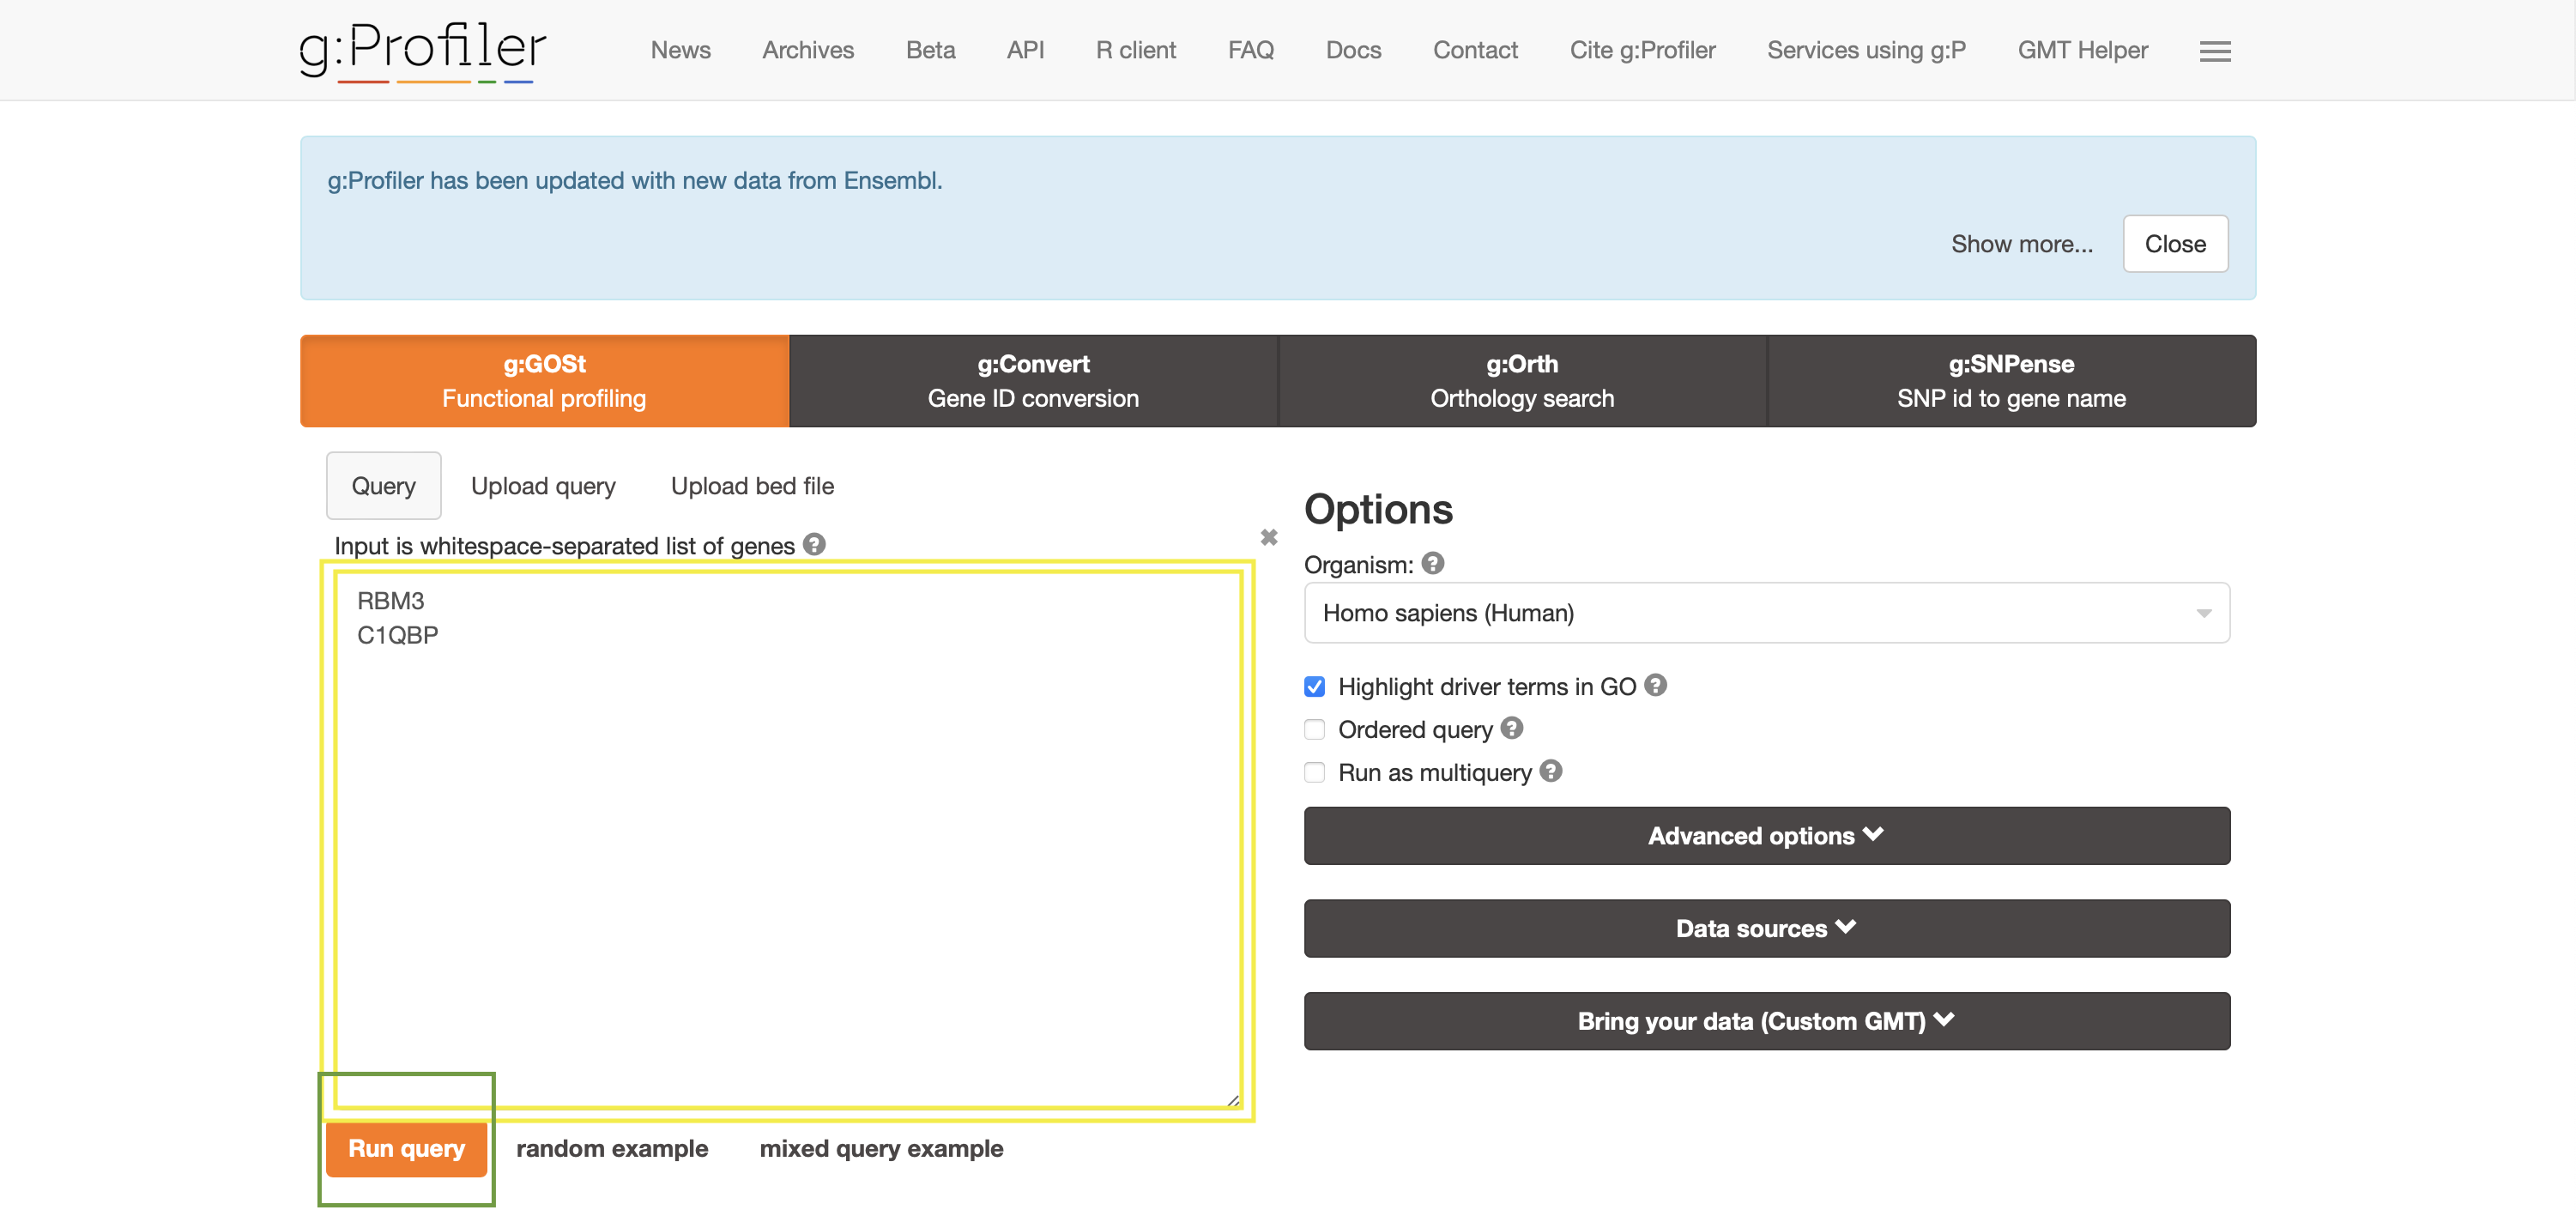 g:Profiler
News Archives Beta API R client FAQ Docs Contact Cite g:Profiler Services using g:P GMT Helper
g:Profiler has been updated with new data from Ensembl.
Show more... Close
g:GOSt g:Convert g:Orth g:SNPense
Functional profiling Gene ID conversion Orthology search SNP id to gene name
Query Upload query Upload bed file
Input is whitespace-separated list of genes ?
RBM3
C1QBP
Run query random example mixed query example
Options
Organism: ?
Homo sapiens (Human)
Highlight driver terms in GO ?
Ordered query ?
Run as multiquery ?
Advanced options
Data sources
Bring your data (Custom GMT)